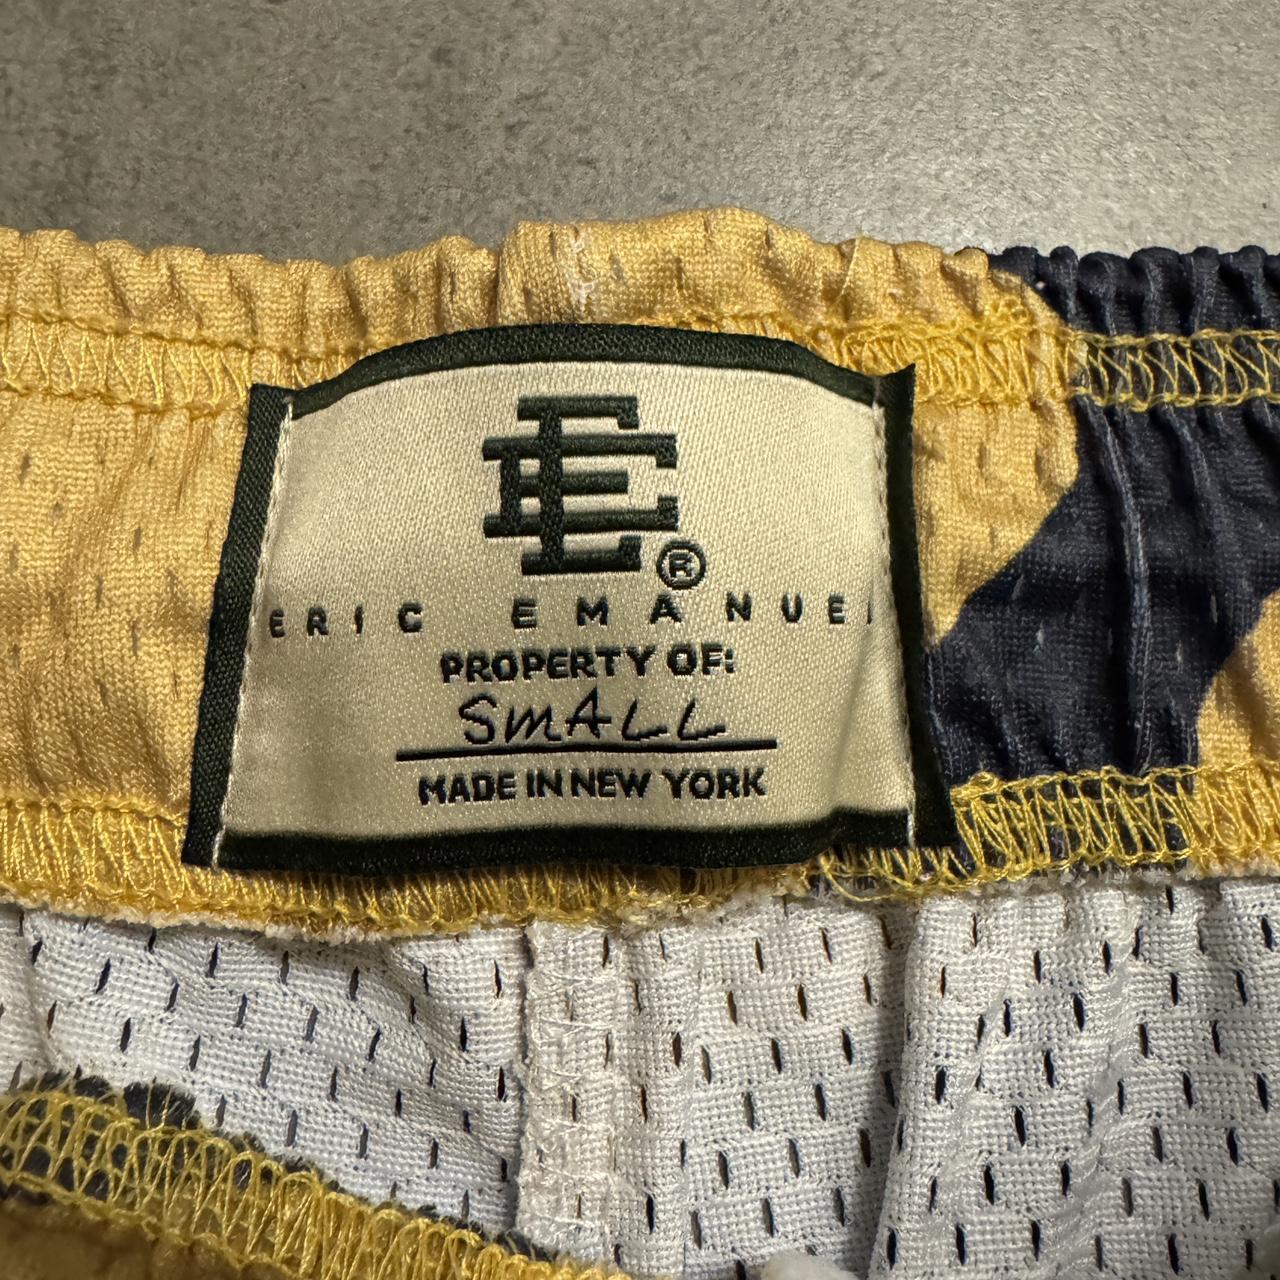 EE®
ERIC EMANUEL
PROPERTY OF:
SMALL
MADE IN NEW YORK